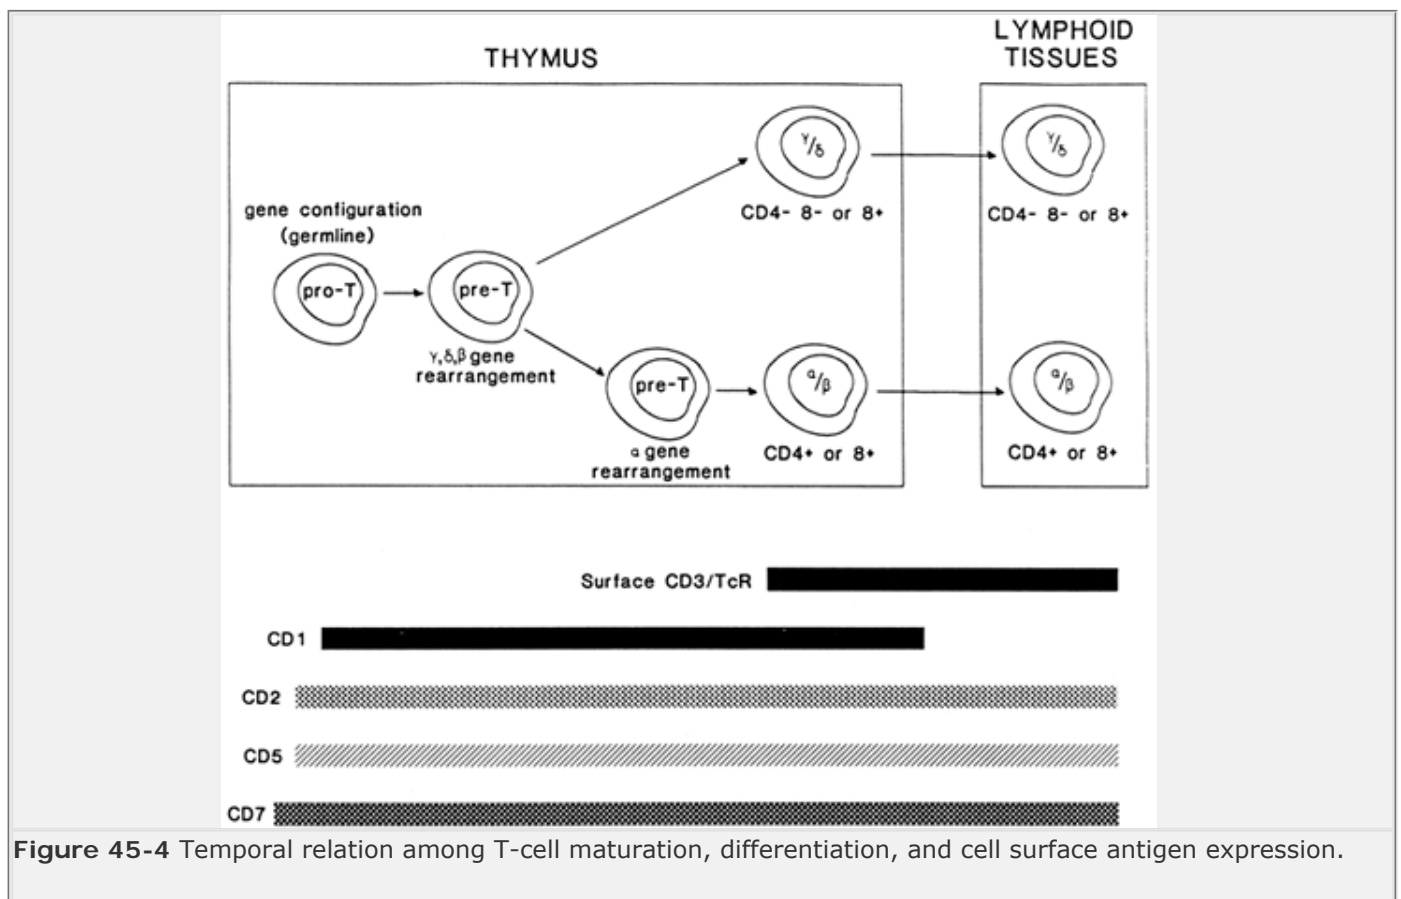 THYMUS
LYMPHOID
TISSUES
gene configuration
(germline)
pro-T
pre-T
γ,δ,β gene
rearrangement
γ/δ
CD4- 8- or 8+
γ/δ
CD4- 8- or 8+
pre-T
α gene
rearrangement
α/β
CD4+ or 8+
α/β
CD4+ or 8+
Surface CD3/TcR
CD1
CD2
CD5
CD7
Figure 45-4 Temporal relation among T-cell maturation, differentiation, and cell surface antigen expression.